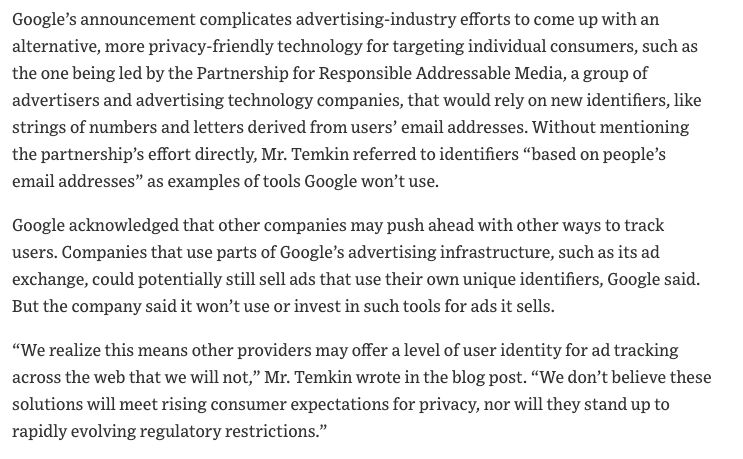 Google’s announcement complicates advertising-industry efforts to come up with an
alternative, more privacy-friendly technology for targeting individual consumers, such as
the one being led by the Partnership for Responsible Addressable Media, a group of
advertisers and advertising technology companies, that would rely on new identifiers, like
strings of numbers and letters derived from users’ email addresses. Without mentioning
the partnership’s effort directly, Mr. Temkin referred to identifiers “based on people’s
email addresses” as examples of tools Google won’t use.
Google acknowledged that other companies may push ahead with other ways to track
users. Companies that use parts of Google’s advertising infrastructure, such as its ad
exchange, could potentially still sell ads that use their own unique identifiers, Google said.
But the company said it won’t use or invest in such tools for ads it sells.
“We realize this means other providers may offer a level of user identity for ad tracking
across the web that we will not,” Mr. Temkin wrote in the blog post. “We don’t believe these
solutions will meet rising consumer expectations for privacy, nor will they stand up to
rapidly evolving regulatory restrictions.”